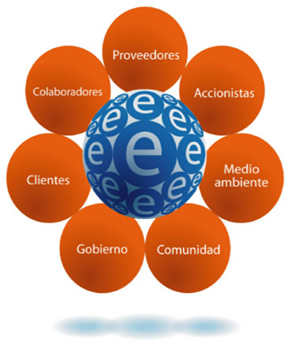 Proveedores
Colaboradores
Accionistas
e
Clientes
Medio
ambiente
Gobierno
Comunidad